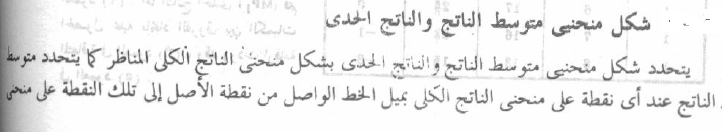 شكل منحنيى متوسط الناتج والناتج الحدى
يتحدد شكل منحنيى متوسط الناتج والناتج الحدى بشكل منحنى الناتج الكلى المناظر كما يتحدد متوسط
الناتج عند أى نقطة على منحنى الناتج الكلى بميل الخط الواصل من نقطة الأصل إلى تلك النقطة على منحنى